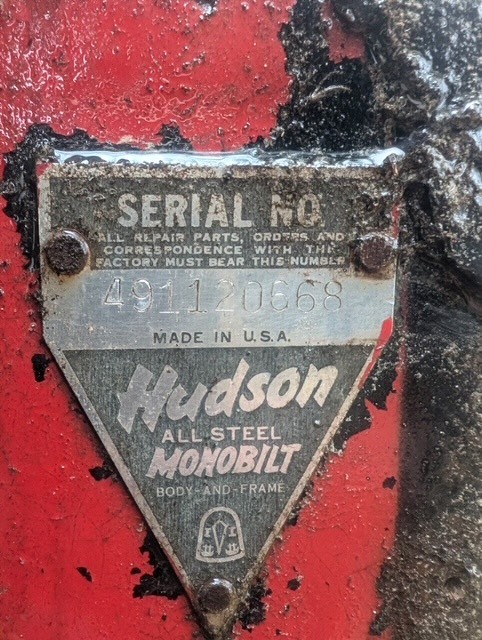 SERIAL NO.
ALL REPAIR PARTS, ORDERS AND
CORRESPONDENCE WITH THE
FACTORY MUST BEAR THIS NUMBER
491120668
MADE IN U.S.A.
Hudson
ALL STEEL
MONOBILT
BODY-AND-FRAME